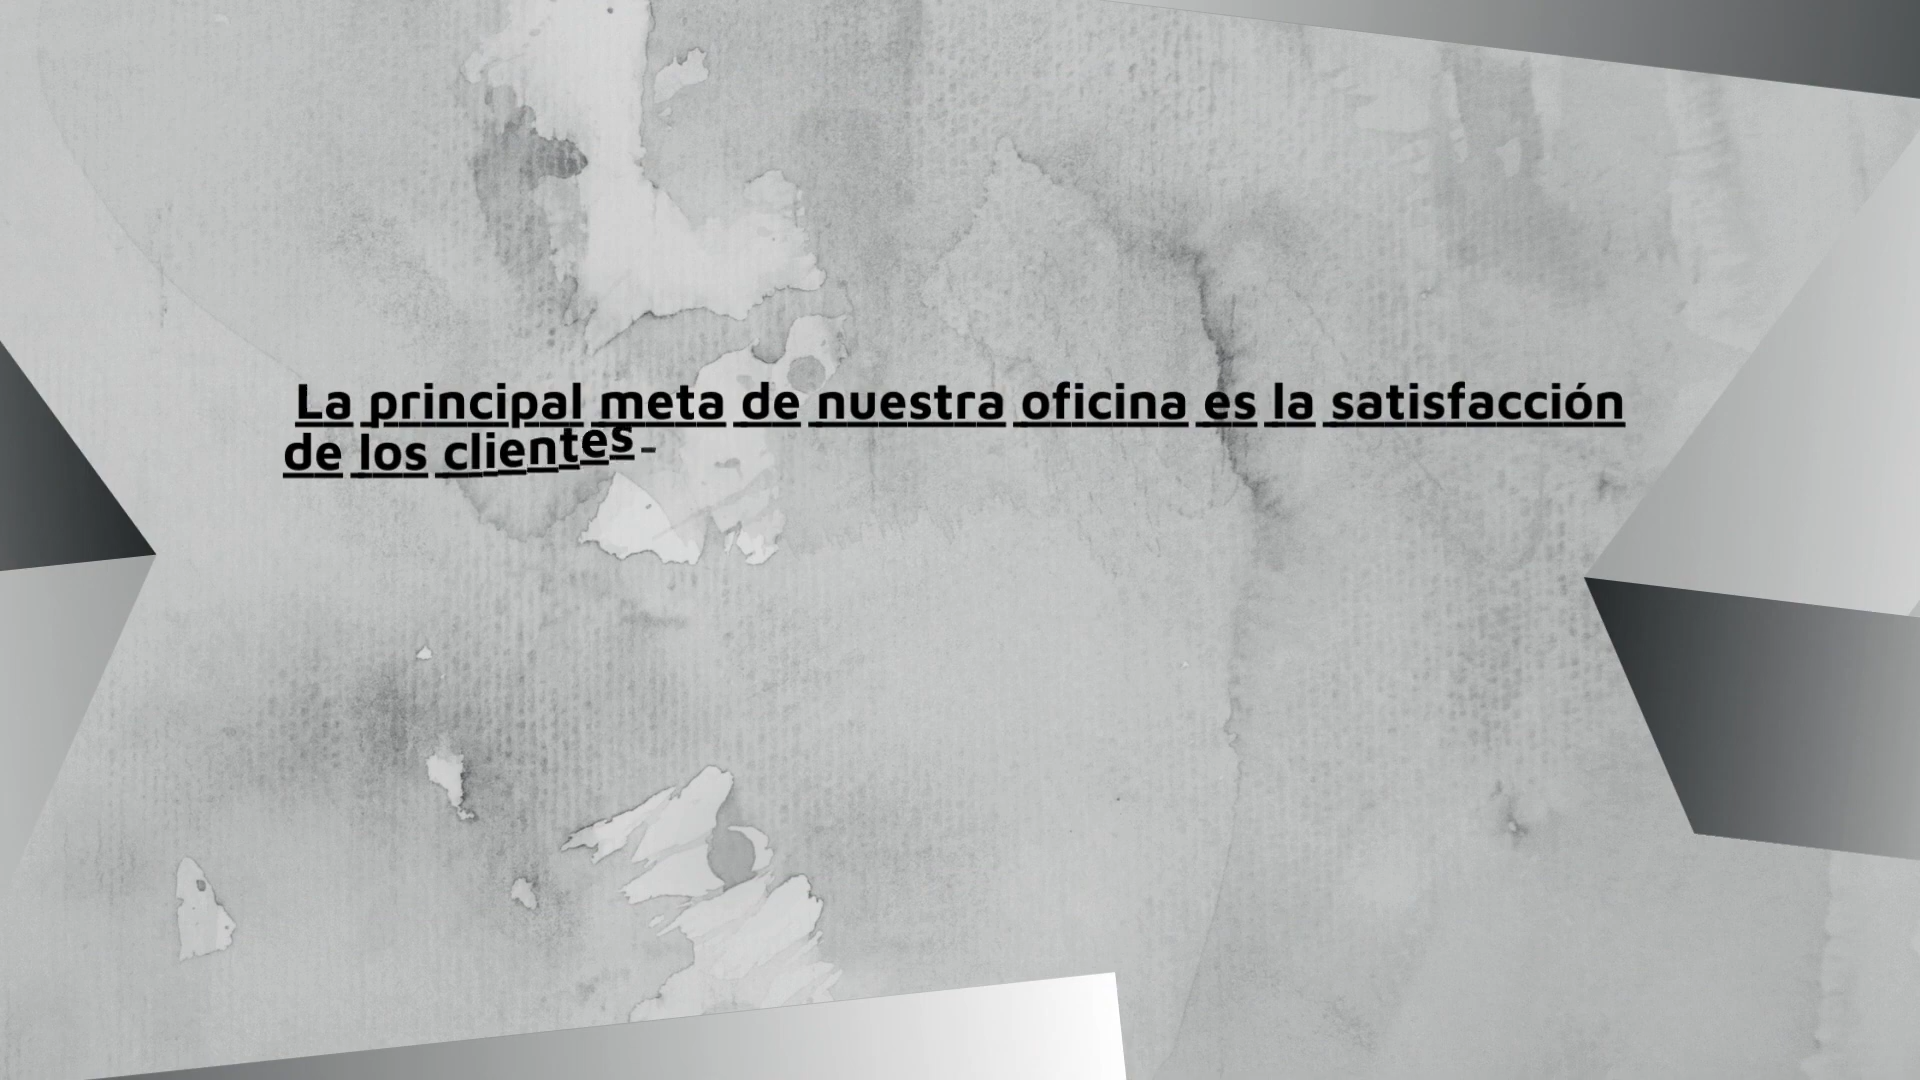 La principal meta de nuestra oficina es la satisfacción
de los clientes